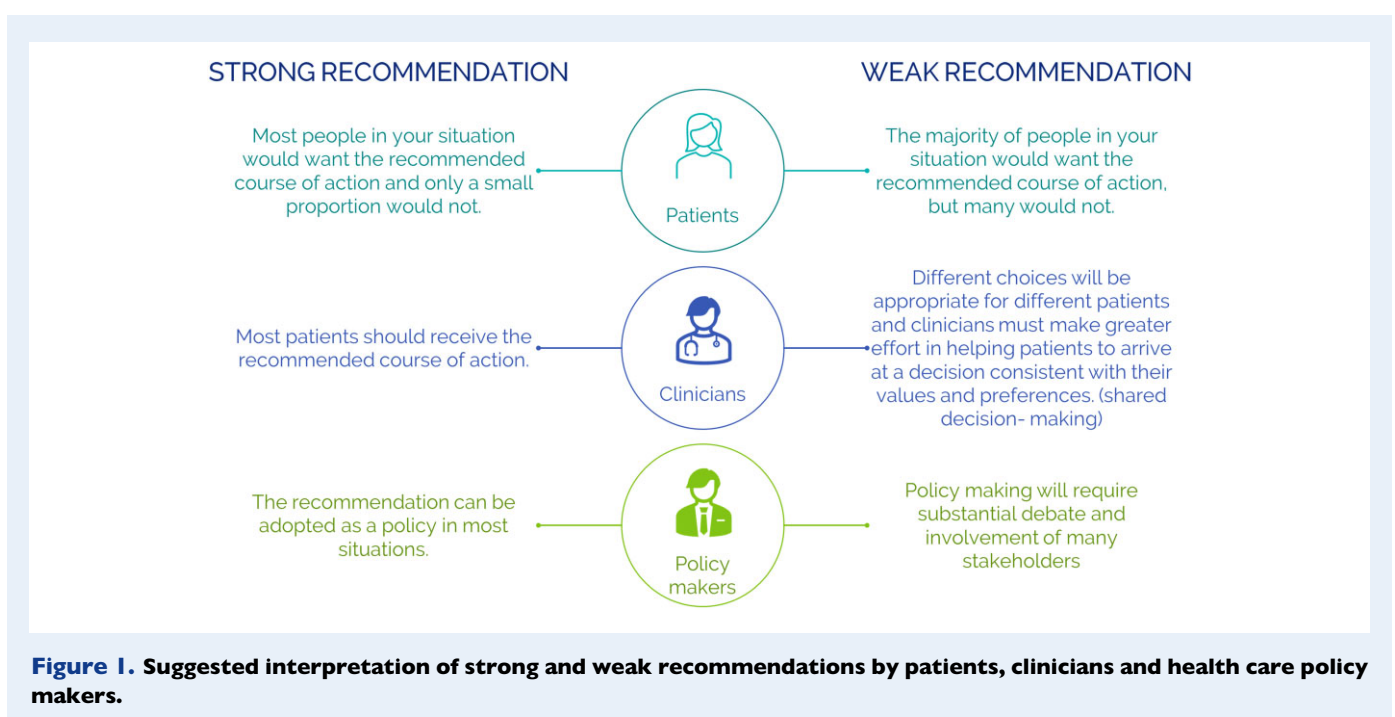 STRONG RECOMMENDATION
WEAK RECOMMENDATION
Most people in your situation
would want the recommended
course of action and only a small
proportion would not.
Patients
The majority of people in your
situation would want the
recommended course of action,
but many would not.
Most patients should receive the
recommended course of action.
Clinicians
Different choices will be
appropriate for different patients
and clinicians must make greater
effort in helping patients to arrive
at a decision consistent with their
values and preferences. (shared
decision- making)
The recommendation can be
adopted as a policy in most
situations.
Policy
makers
Policy making will require
substantial debate and
involvement of many
stakeholders
Figure 1. Suggested interpretation of strong and weak recommendations by patients, clinicians and health care policy
makers.